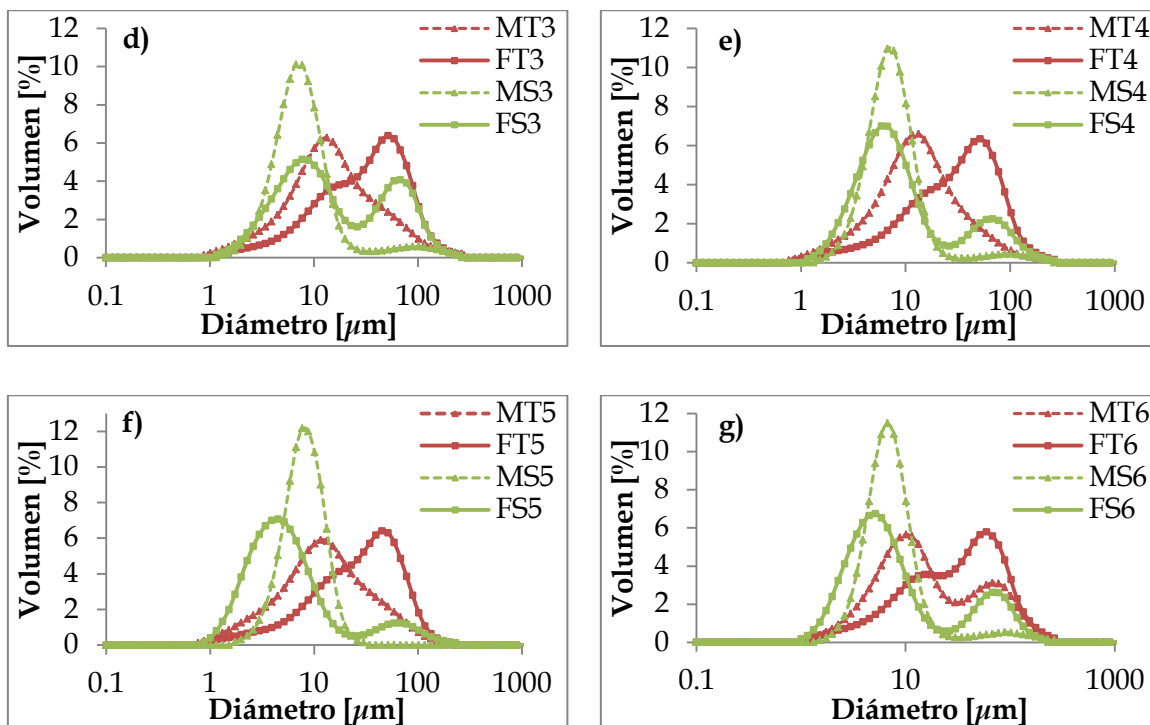 d)
MT3
FT3
MS3
FS3
Volumen [%]
12
10
8
6
4
2
0
0.1 1 10 100 1000
Diámetro [µm]
e)
MT4
FT4
MS4
FS4
Volumen [%]
12
10
8
6
4
2
0
0.1 1 10 100 1000
Diámetro [µm]
f)
MT5
FT5
MS5
FS5
Volumen [%]
12
10
8
6
4
2
0
0.1 1 10 100 1000
Diámetro [µm]
g)
MT6
FT6
MS6
FS6
Volumen [%]
12
10
8
6
4
2
0
0.1 10 1000
Diámetro [µm]